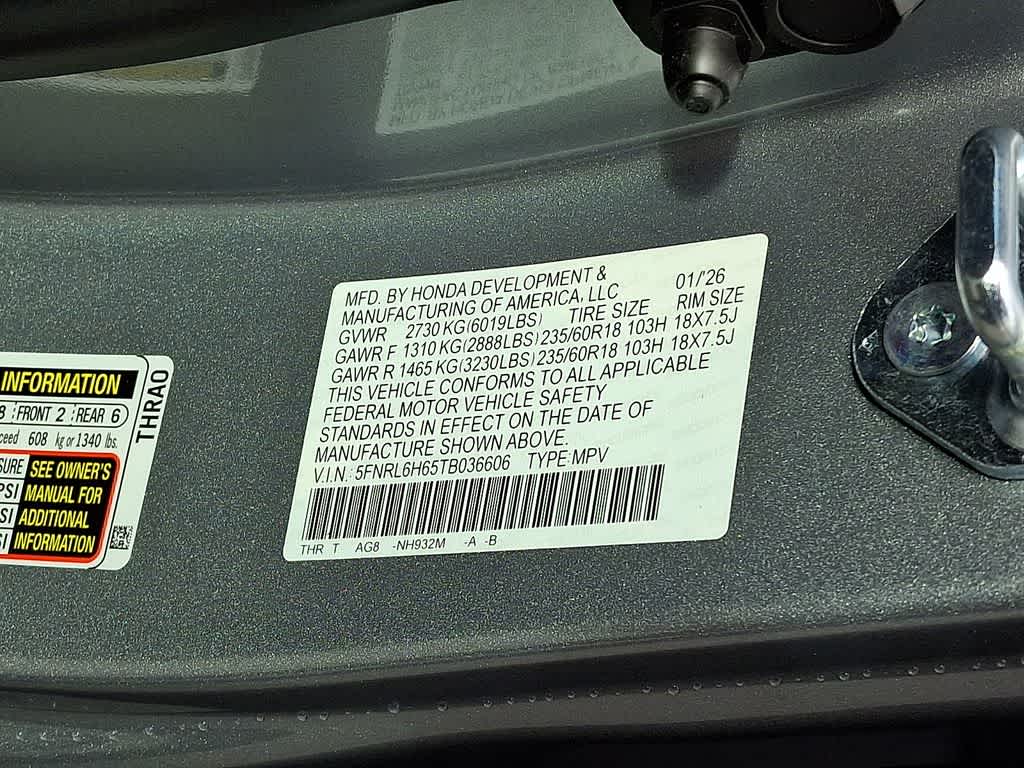 MFD. BY HONDA DEVELOPMENT &
MANUFACTURING OF AMERICA, LLC 01/'26
GVWR 2730 KG(6019LBS) TIRE SIZE RIM SIZE
GAWR F 1310 KG(2888LBS) 235/60R18 103H 18X7.5J
GAWR R 1465 KG(3230LBS) 235/60R18 103H 18X7.5J
THIS VEHICLE CONFORMS TO ALL APPLICABLE
FEDERAL MOTOR VEHICLE SAFETY
STANDARDS IN EFFECT ON THE DATE OF
MANUFACTURE SHOWN ABOVE.
V.I.N.: 5FNRL6H65TB036606 TYPE:MPV
THR T AG8 -NH932M -A -B
INFORMATION
8 FRONT 2 REAR 6
608 kg or 1340 lbs.
SEE OWNER'S
MANUAL FOR
ADDITIONAL
INFORMATION
PSI
THRA0